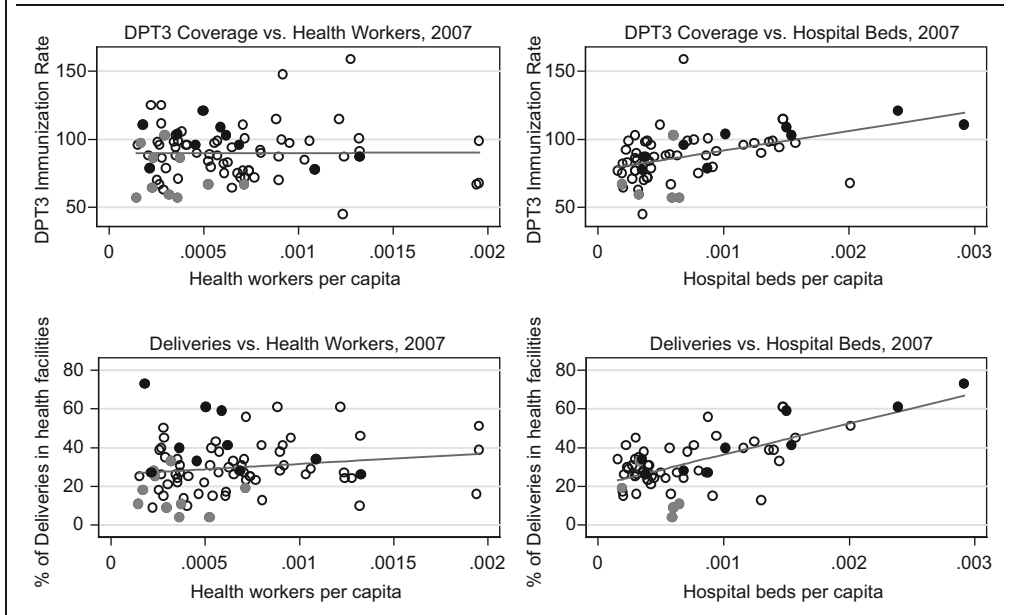 DPT3 Coverage vs. Health Workers, 2007
DPT3 Immunization Rate
150
100
50
0 .0005 .001 .0015 .002
Health workers per capita
DPT3 Coverage vs. Hospital Beds, 2007
DPT3 Immunization Rate
150
100
50
0 .001 .002 .003
Hospital beds per capita
Deliveries vs. Health Workers, 2007
% of Deliveries in health facilities
80
60
40
20
0
0 .0005 .001 .0015 .002
Health workers per capita
Deliveries vs. Hospital Beds, 2007
% of Deliveries in health facilities
80
60
40
20
0
0 .001 .002 .003
Hospital beds per capita